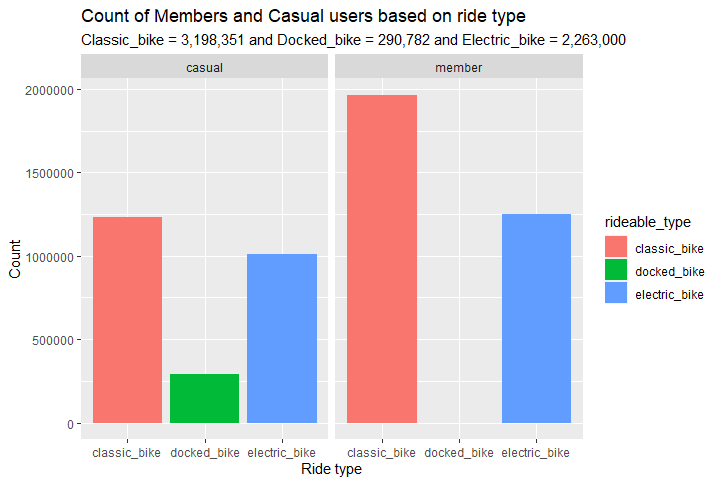 Count of Members and Casual users based on ride type
Classic_bike = 3,198,351 and Docked_bike = 290,782 and Electric_bike = 2,263,000
casual
member
2000000
1500000
1000000
500000
0
Count
classic_bike docked_bike electric_bike
classic_bike docked_bike electric_bike
Ride type
rideable_type
classic_bike
docked_bike
electric_bike